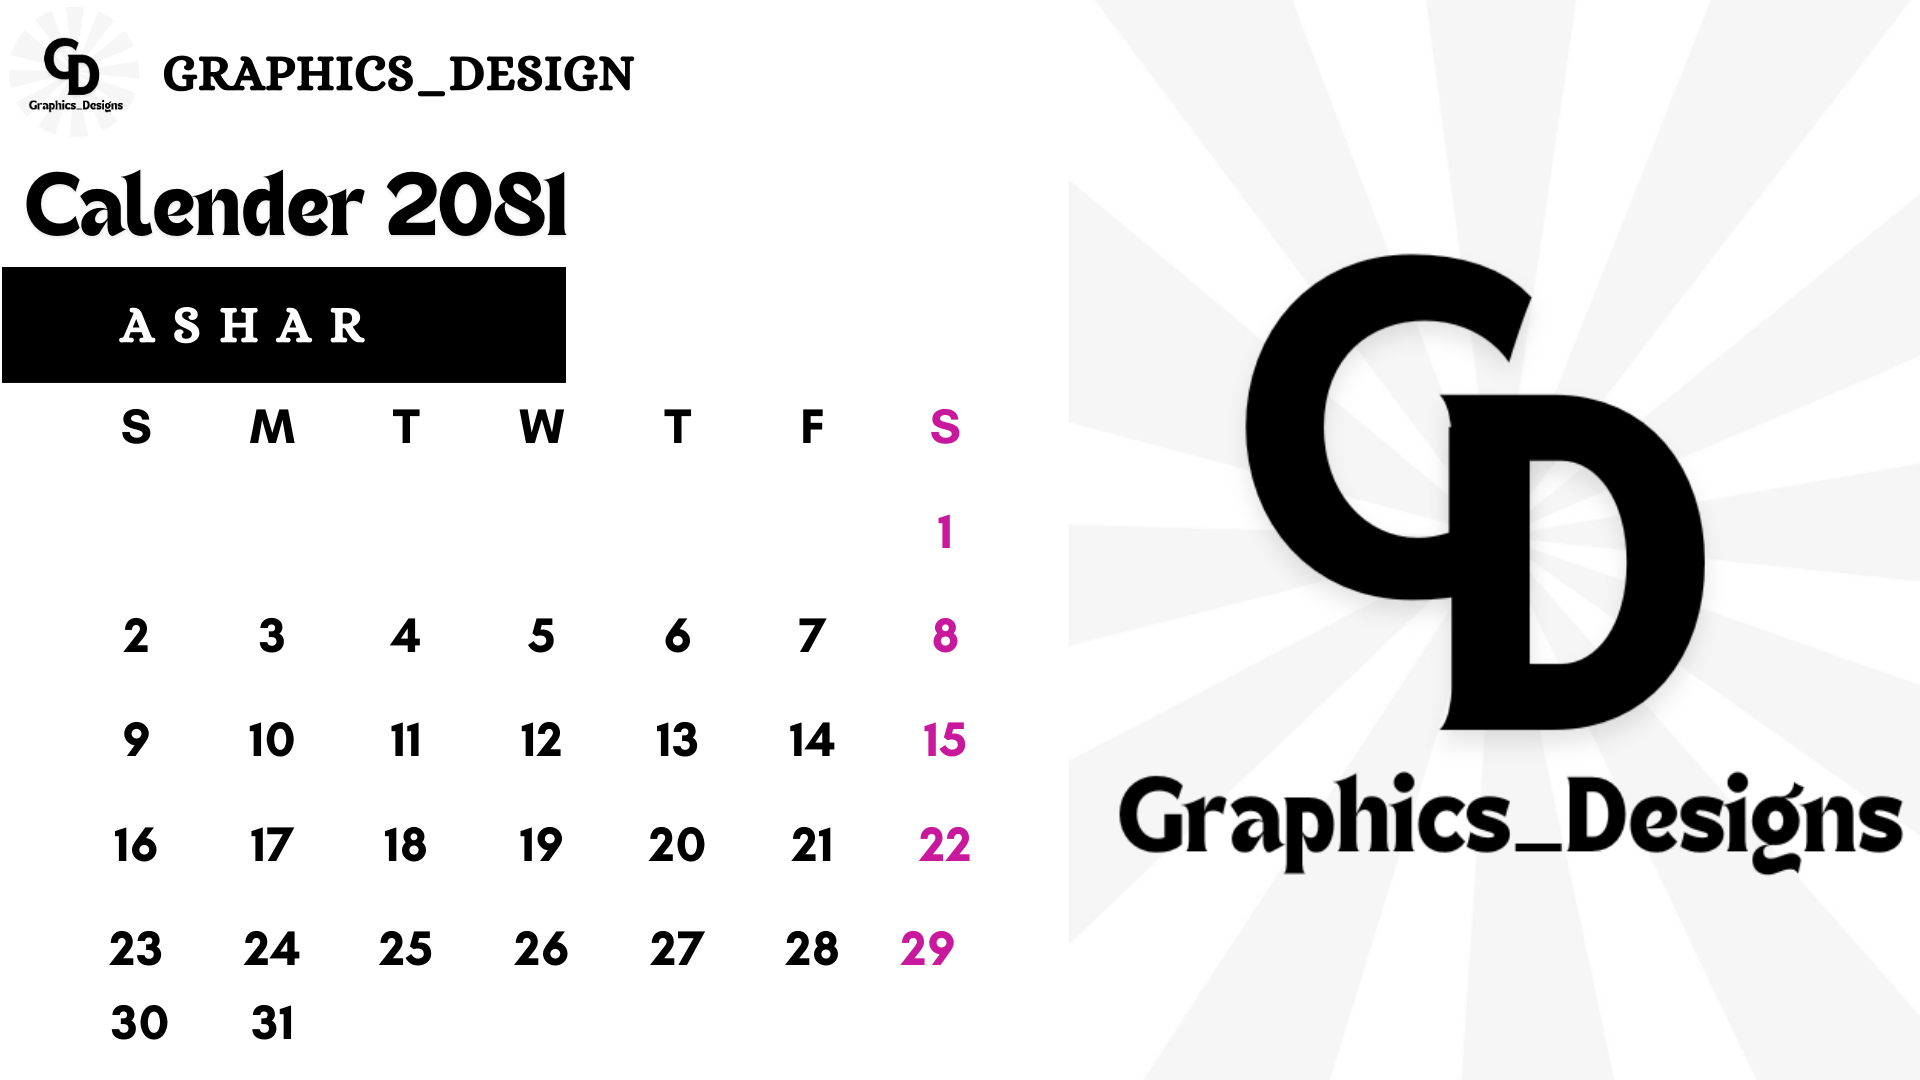 GD
Graphics_Designs
GRAPHICS_DESIGN
Calender 2081
ASHAR
S M T W T F S
1
2 3 4 5 6 7 8
9 10 11 12 13 14 15
16 17 18 19 20 21 22
23 24 25 26 27 28 29
30 31
GD
Graphics_Designs